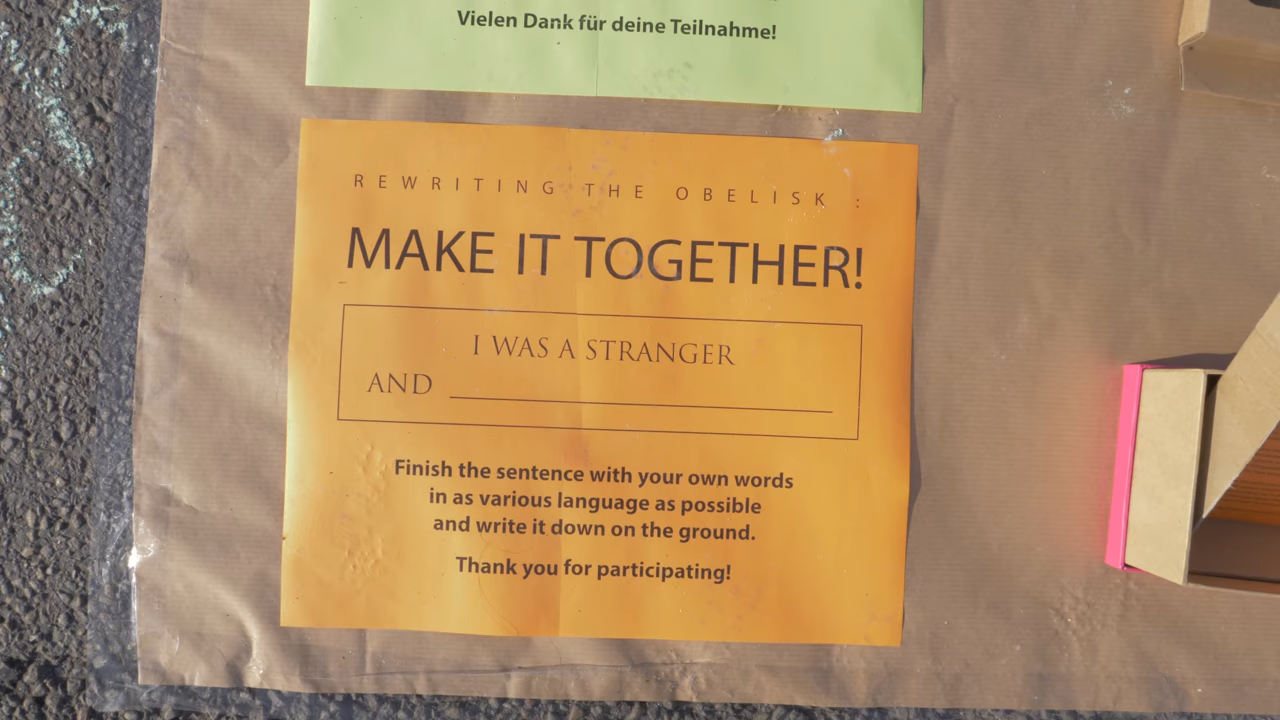 Vielen Dank für deine Teilnahme!
REWRITING THE OBELISK :
MAKE IT TOGETHER!
I WAS A STRANGER
AND
Finish the sentence with your own words
in as various language as possible
and write it down on the ground.
Thank you for participating!